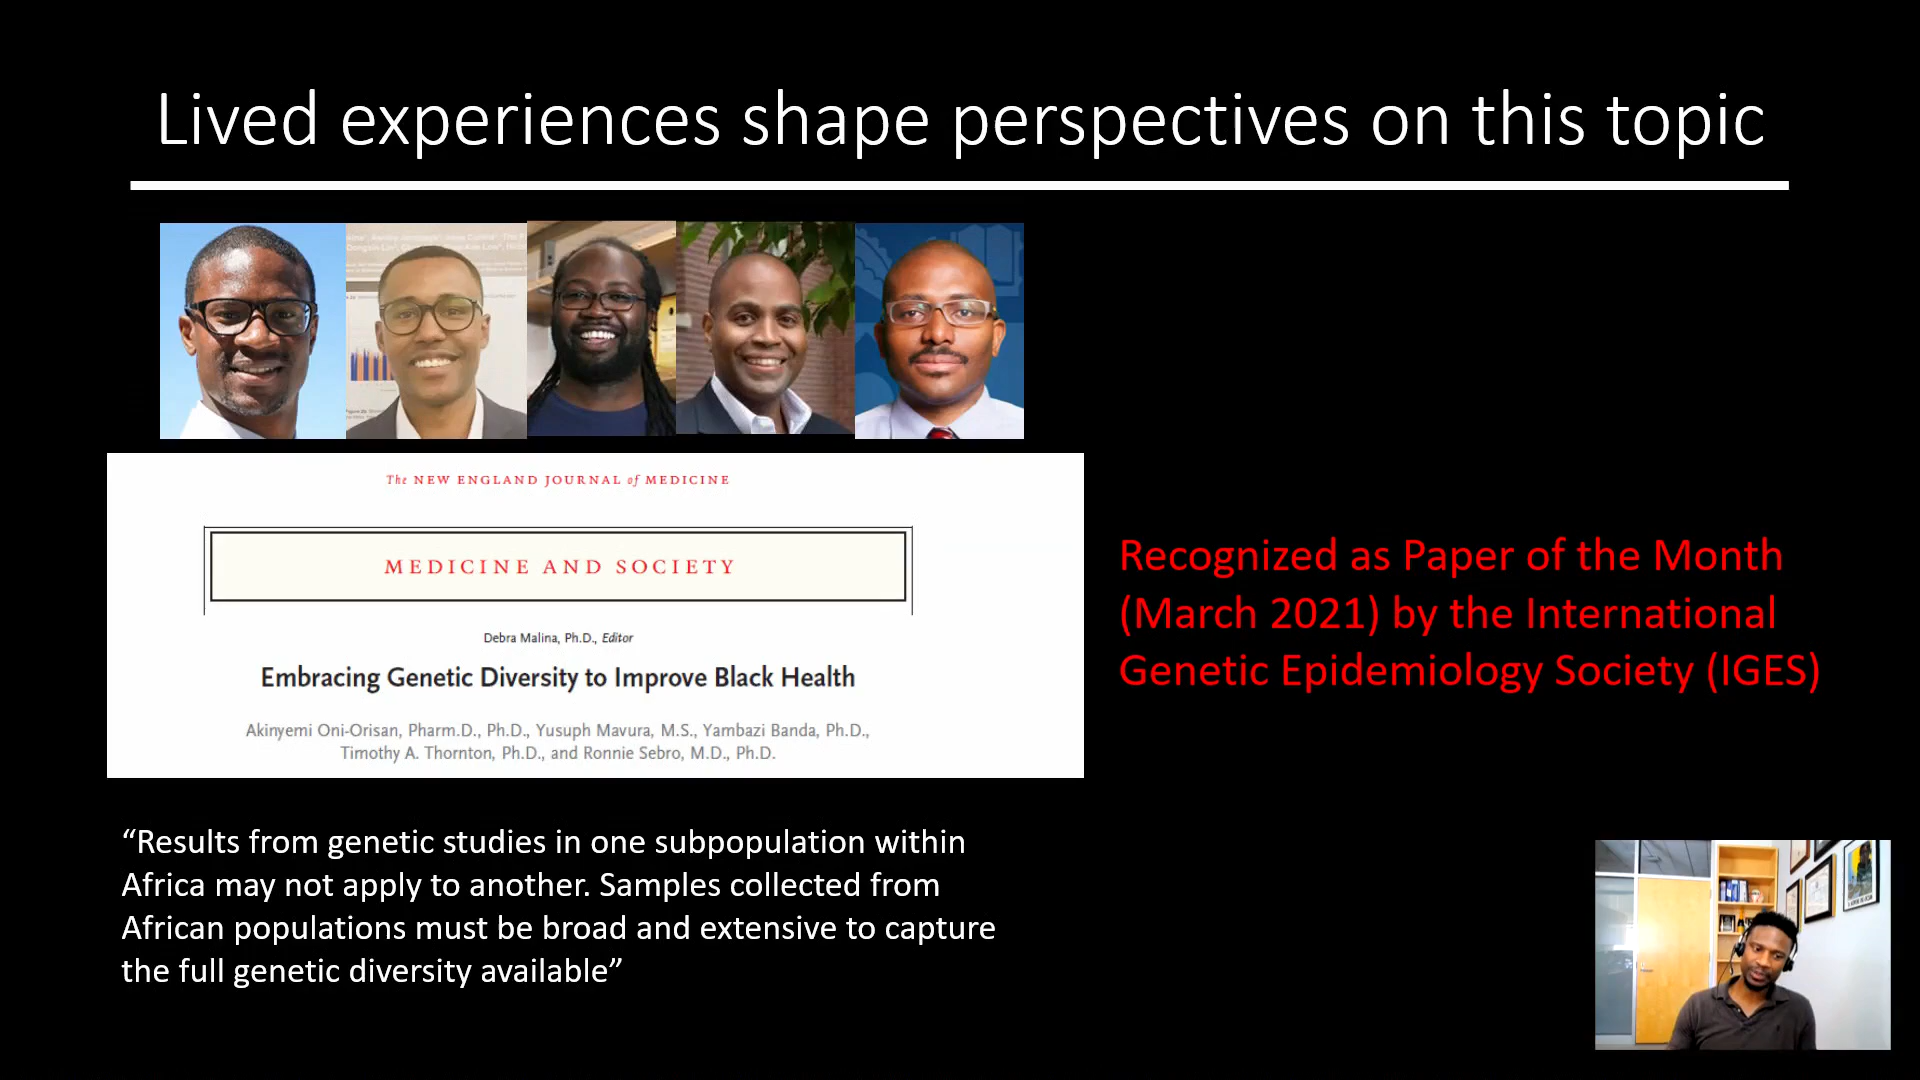 Lived experiences shape perspectives on this topic
The NEW ENGLAND JOURNAL of MEDICINE
MEDICINE AND SOCIETY
Debra Malina, Ph.D., Editor
Embracing Genetic Diversity to Improve Black Health
Akinyemi Oni-Orisan, Pharm.D., Ph.D., Yusuph Mavura, M.S., Yambazi Banda, Ph.D.,
Timothy A. Thornton, Ph.D., and Ronnie Sebro, M.D., Ph.D.
Recognized as Paper of the Month
(March 2021) by the International
Genetic Epidemiology Society (IGES)
“Results from genetic studies in one subpopulation within
Africa may not apply to another. Samples collected from
African populations must be broad and extensive to capture
the full genetic diversity available”